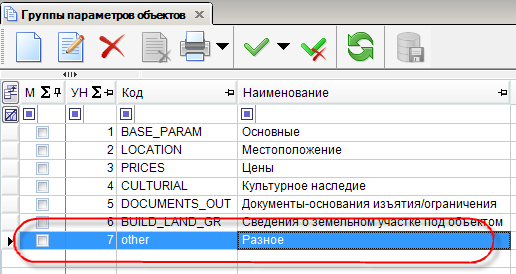 Группы параметров объектов
М Σ УН Σ Код Наименование
1 BASE_PARAM Основные
2 LOCATION Местоположение
3 PRICES Цены
4 CULTURIAL Культурное наследие
5 DOCUMENTS_OUT Документы-основания изъятия/ограничения
6 BUILD_LAND_GR Сведения о земельном участке под объектом
7 other Разное